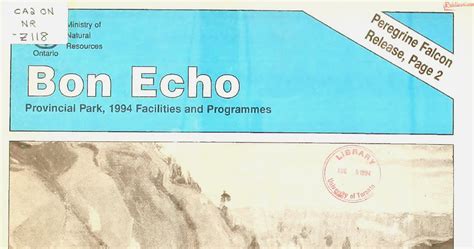 CA2 ON
NR
-Z118
Ministry of
Natural
Resources
Ontario
Peregrine Falcon
Release, Page 2
Bon Echo
Provincial Park, 1994 Facilities and Programmes
LIBRARY
1994
University of Toronto